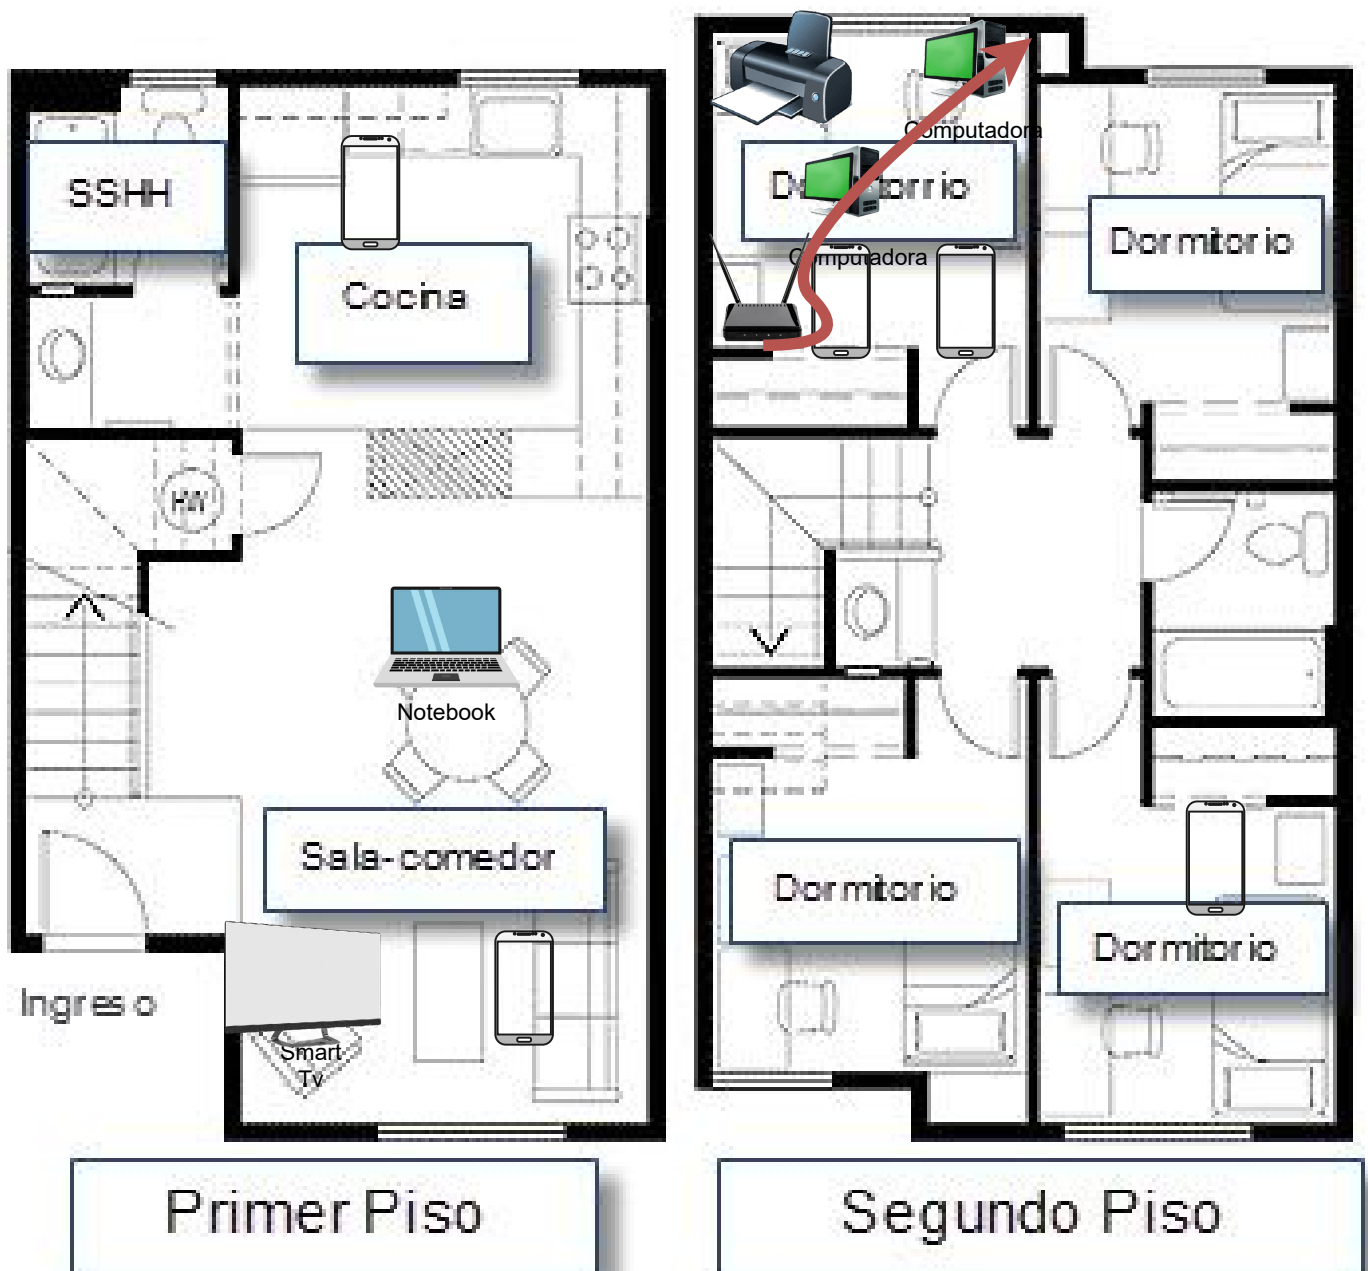 SSHH
Cocina
HW
Notebook
Sala-comedor
Ingreso
Smart
Tv
Primer Piso
Computadora
Computadora
Dormitorio
Dormitorio
Dormitorio
Segundo Piso